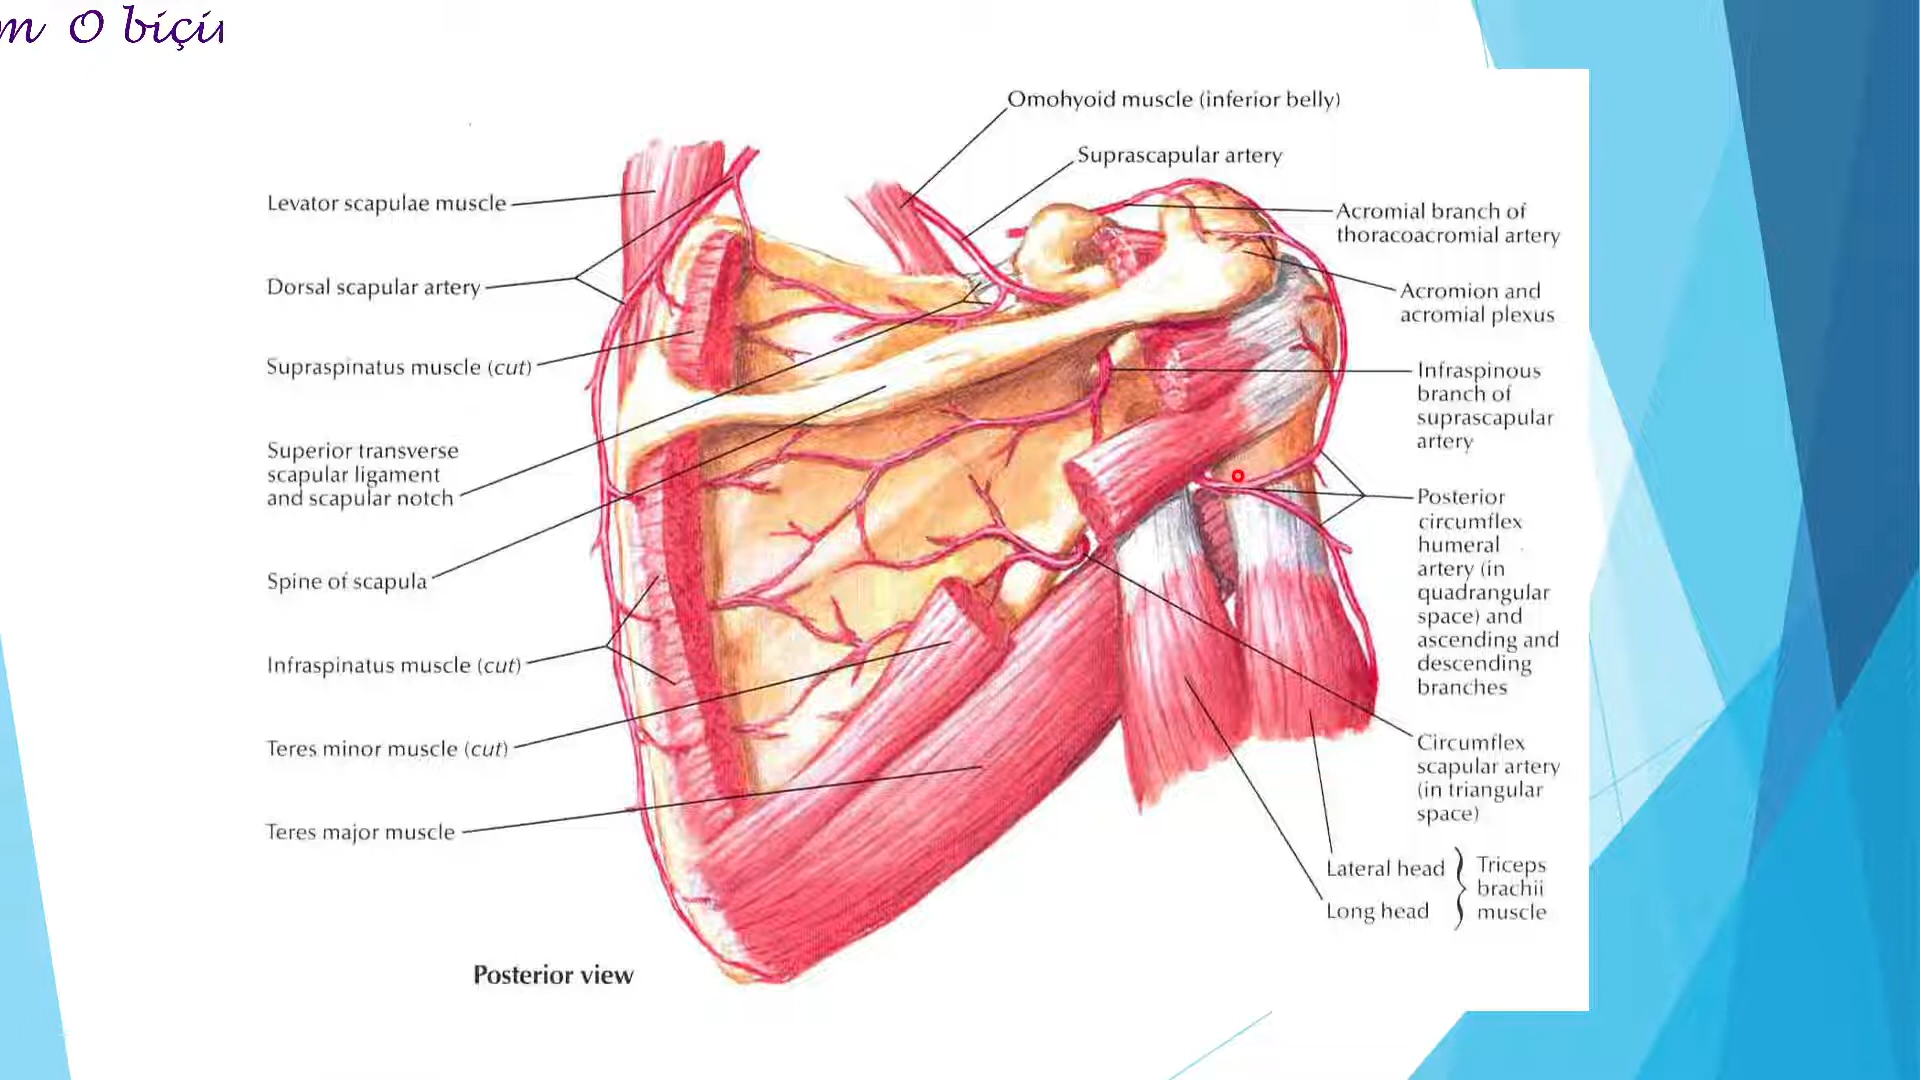 O
Omohyoid muscle (inferior belly)
Suprascapular artery
Levator scapulae muscle
Acromial branch of
thoracoacromial artery
Dorsal scapular artery
Acromion and
acromial plexus
Supraspinatus muscle (cut)
Infraspinous
branch of
suprascapular
artery
Superior transverse
scapular ligament
and scapular notch
Posterior
circumflex
humeral
artery (in
quadrangular
space) and
ascending and
descending
branches
Spine of scapula
Infraspinatus muscle (cut)
Teres minor muscle (cut)
Circumflex
scapular artery
(in triangular
space)
Teres major muscle
Lateral head
Long head
Triceps
brachii
muscle
Posterior view